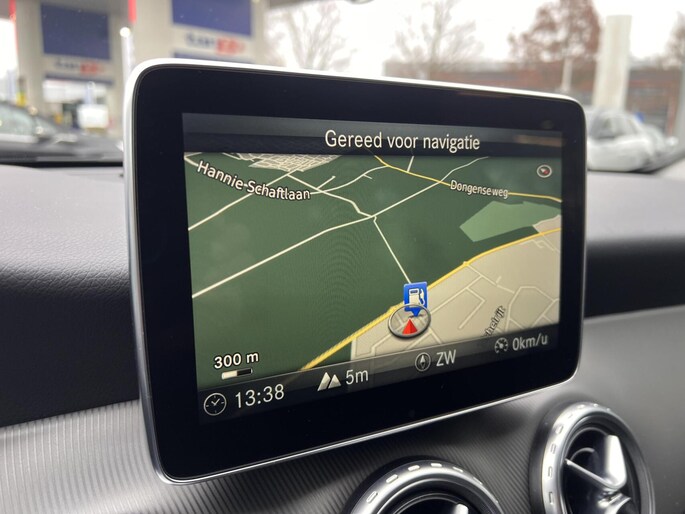 Gereed voor navigatie
Hannie Schaftlaan
Dongenseweg
300 m
13:38
5m
ZW
0km/u